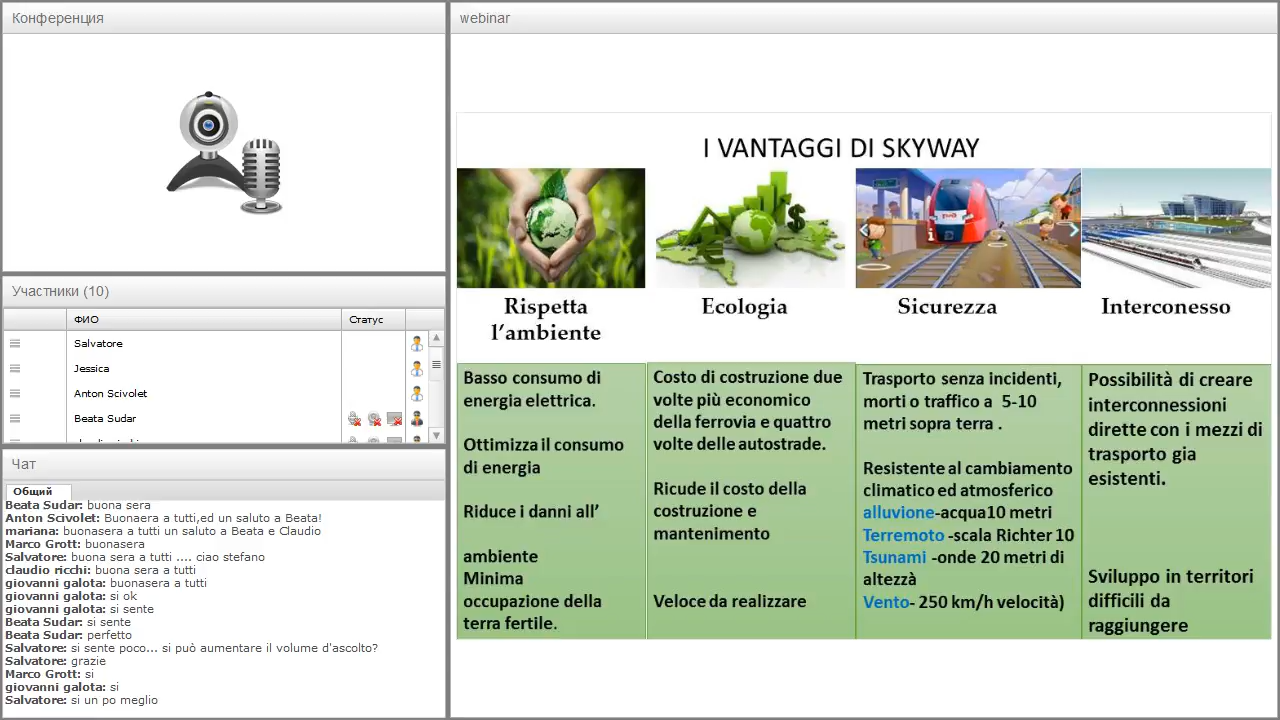 Конференция
Участники (10)
ФИО
Статус
Salvatore
Jessica
Anton Scivolet
Beata Sudar
Чат
Общий
Beata Sudar: buona sera
Anton Scivolet: Buonaera a tutti,ed un saluto a Beata!
mariana: buonasera a tutti un saluto a Beata e Claudio
Marco Grott: buonasera
Salvatore: buona sera a tutti .... ciao stefano
claudio ricchi: buona sera a tutti
giovanni galota: buonasera a tutti
giovanni galota: si ok
giovanni galota: si sente
Beata Sudar: si sente
Beata Sudar: perfetto
Salvatore: si sente poco... si può aumentare il volume d'ascolto?
Salvatore: grazie
Marco Grott: si
giovanni galota: si
Salvatore: si un po meglio
webinar
I VANTAGGI DI SKYWAY
Rispetta
l’ambiente
Basso consumo di
energia elettrica.
Ottimizza il consumo
di energia
Riduce i danni all’
ambiente
Minima
occupazione della
terra fertile.
Ecologia
Costo di costruzione due
volte più economico
della ferrovia e quattro
volte delle autostrade.
Ricude il costo della
costruzione e
mantenimento
Veloce da realizzare
Sicurezza
Trasporto senza incidenti,
morti o traffico a 5-10
metri sopra terra .
Resistente al cambiamento
climatico ed atmosferico
alluvione-acqua10 metri
Terremoto -scala Richter 10
Tsunami -onde 20 metri di
altezzà
Vento- 250 km/h velocità)
Interconesso
Possibilità di creare
interconnessioni
dirette con i mezzi di
trasporto gia
esistenti.
Sviluppo in territori
difficili da
raggiungere